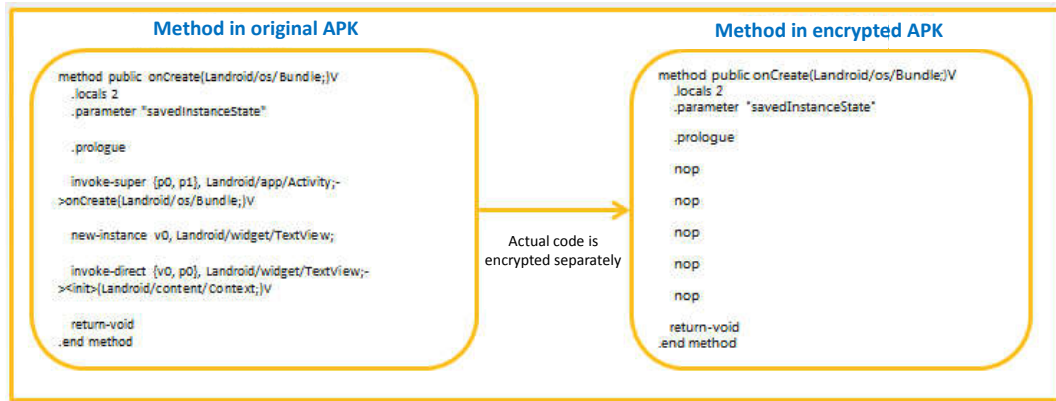 Method in original APK
method public onCreate(Landroid/os/Bundle;)V
.locals 2
.parameter "savedInstanceState"
.prologue
invoke-super {p0, p1}, Landroid/app/Activity;-
>onCreate(Landroid/os/Bundle;)V
new-instance v0, Landroid/widget/TextView;
invoke-direct {v0, p0}, Landroid/widget/TextView;-
><init>(Landroid/content/Context;)V
return-void
.end method
Actual code is
encrypted separately
Method in encrypted APK
method public onCreate(Landroid/os/Bundle;)V
.locals 2
.parameter "savedInstanceState"
.prologue
nop
nop
nop
nop
nop
return-void
.end method